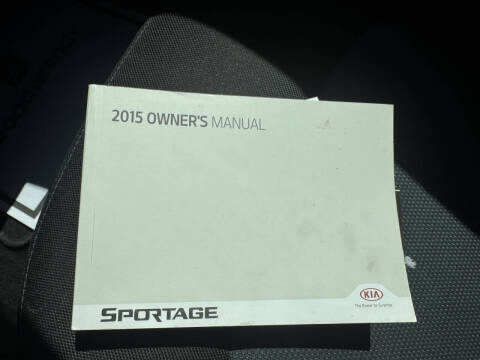 2015 OWNER'S MANUAL
KIA
The Power to Surprise
SPORTAGE